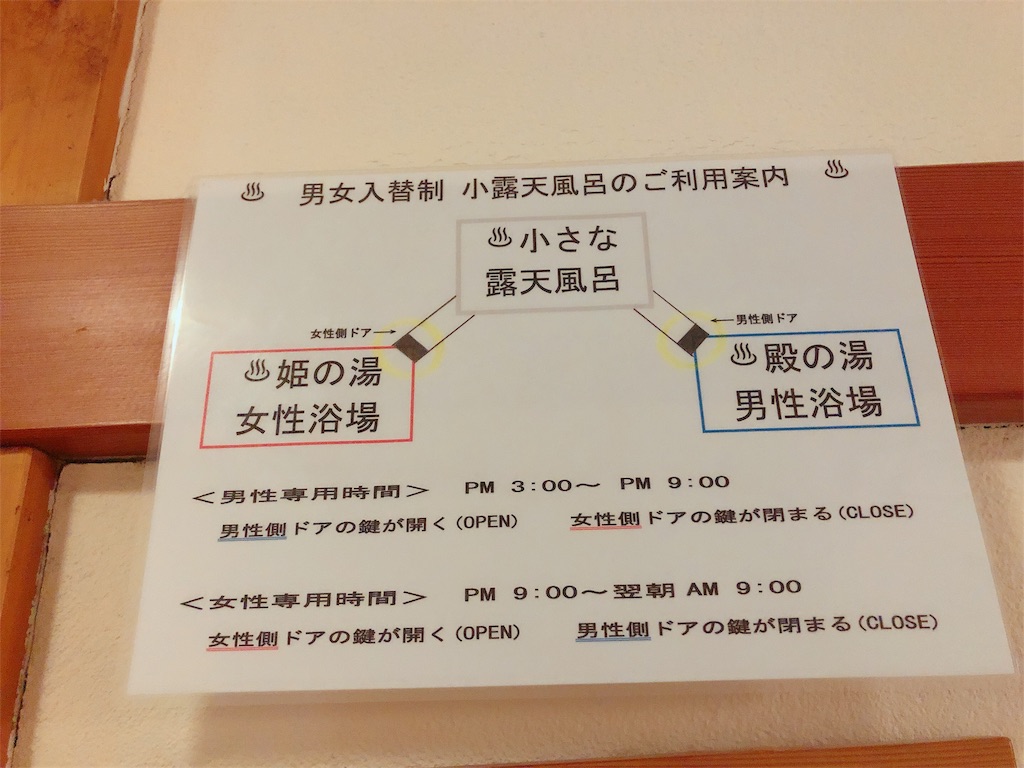 ♨ 男女入替制 小露天風呂のご利用案内 ♨
♨小さな
露天風呂
女性側ドア→
←男性側ドア
♨姫の湯
女性浴場
♨殿の湯
男性浴場
＜男性専用時間＞ PM 3:00～ PM 9:00
男性側ドアの鍵が開く(OPEN) 女性側ドアの鍵が閉まる(CLOSE)
＜女性専用時間＞ PM 9:00～翌朝 AM 9:00
女性側ドアの鍵が開く(OPEN) 男性側ドアの鍵が閉まる(CLOSE)